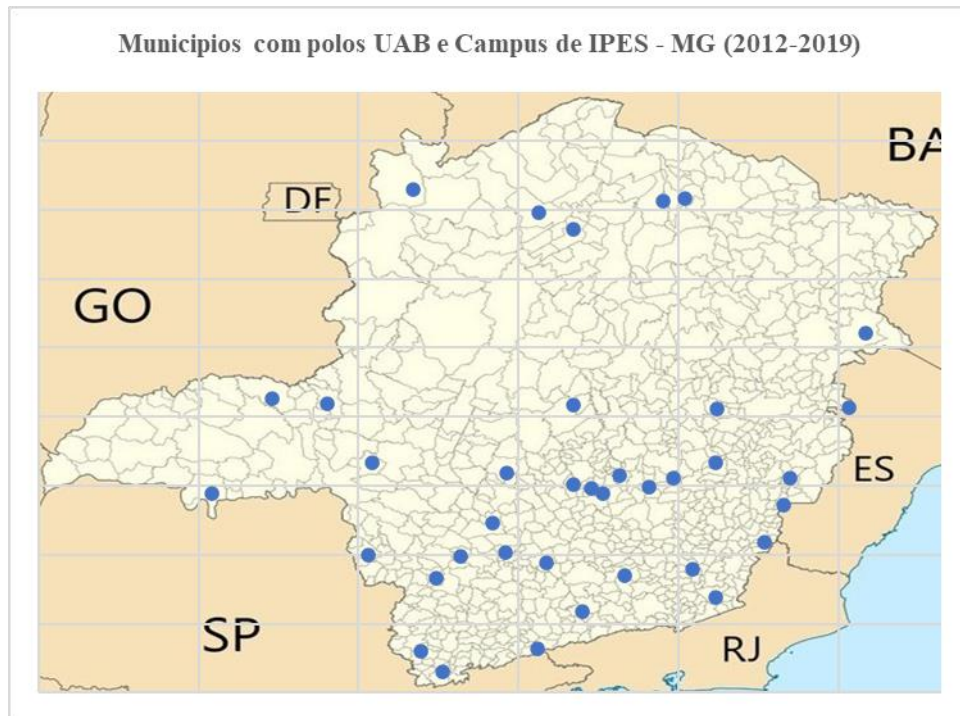 Municipios com polos UAB e Campus de IPES - MG (2012-2019)
BA
DF
GO
ES
SP
RJ